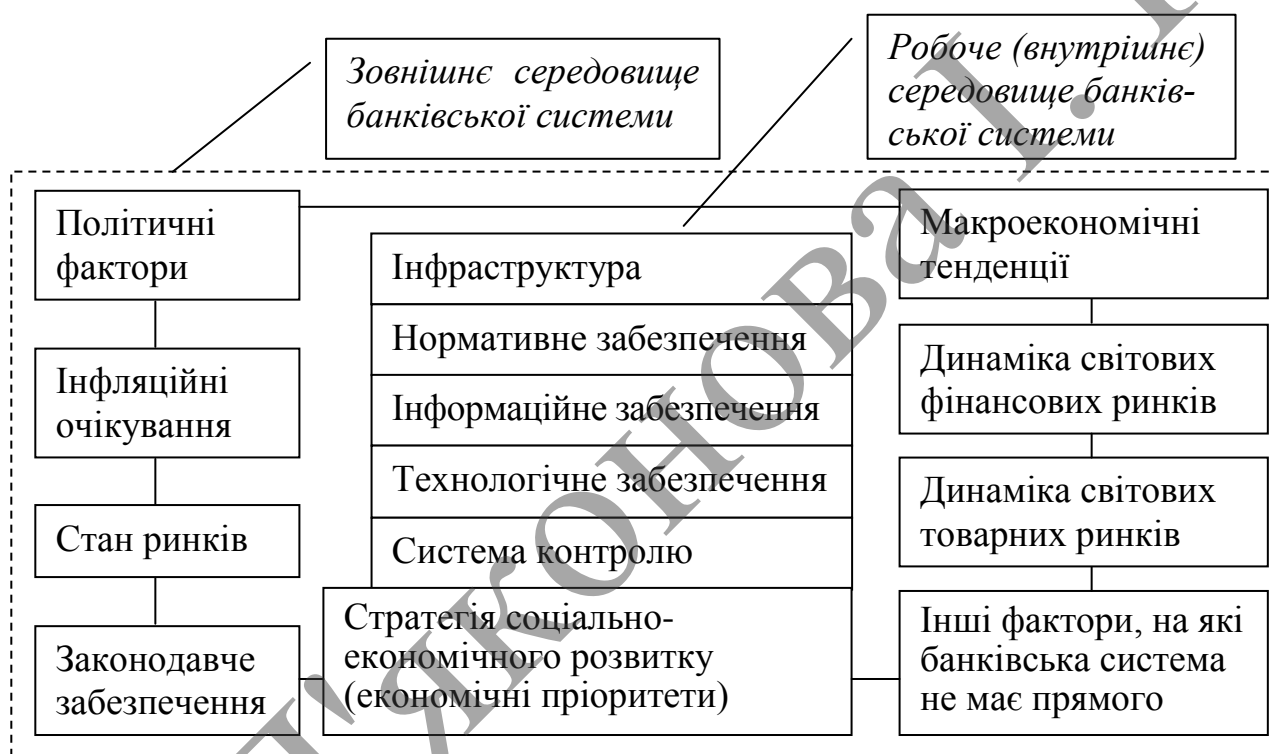 Зовнішнє середовище
банківської системи
Робоче (внутрішнє)
середовище банків-
ської системи
Політичні
фактори
Інфляційні
очікування
Стан ринків
Законодавче
забезпечення
Інфраструктура
Нормативне забезпечення
Інформаційне забезпечення
Технологічне забезпечення
Система контролю
Стратегія соціально-
економічного розвитку
(економічні пріоритети)
Макроекономічні
тенденції
Динаміка світових
фінансових ринків
Динаміка світових
товарних ринків
Інші фактори, на які
банківська система
не має прямого